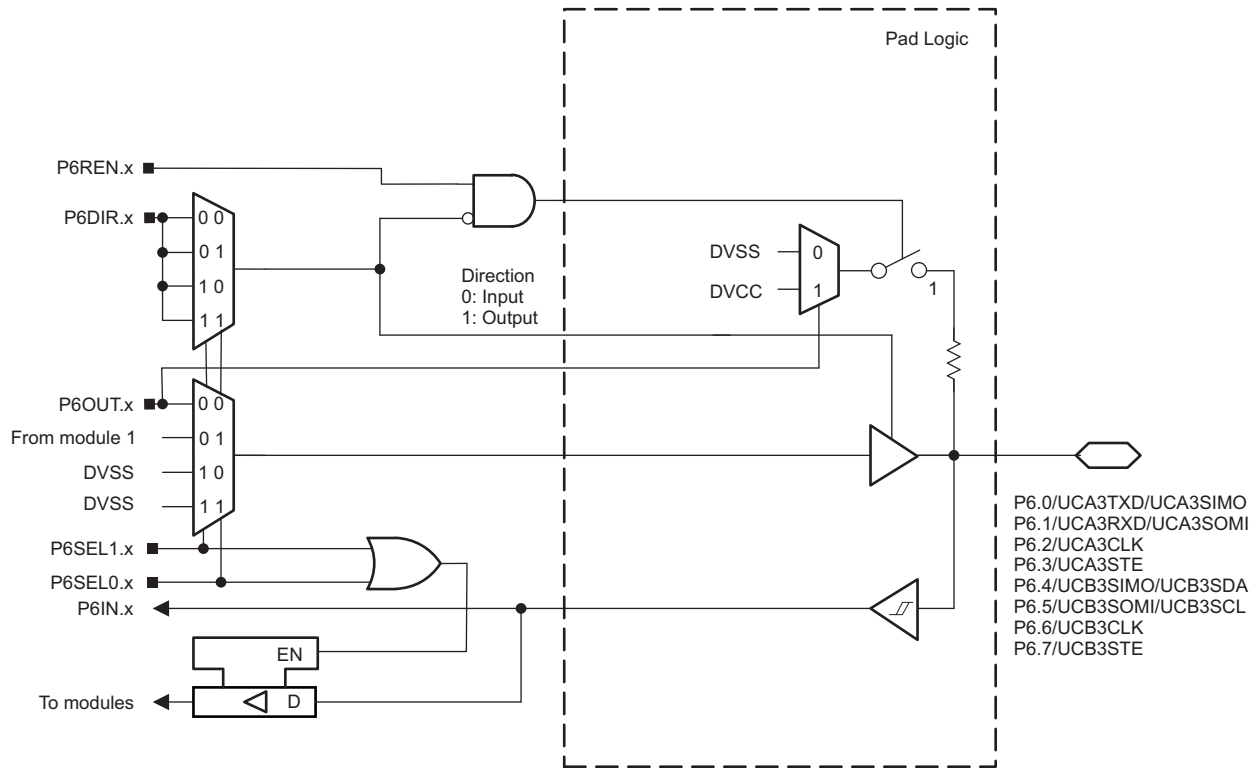 Pad Logic
P6REN.x
P6DIR.x
0 0
0 1
1 0
1 1
Direction
0: Input
1: Output
DVSS
0
DVCC
1
1
P6OUT.x
0 0
From module 1
0 1
DVSS
1 0
DVSS
1 1
P6SEL1.x
P6SEL0.x
P6IN.x
EN
To modules
D
P6.0/UCA3TXD/UCA3SIMO
P6.1/UCA3RXD/UCA3SOMI
P6.2/UCA3CLK
P6.3/UCA3STE
P6.4/UCB3SIMO/UCB3SDA
P6.5/UCB3SOMI/UCB3SCL
P6.6/UCB3CLK
P6.7/UCB3STE